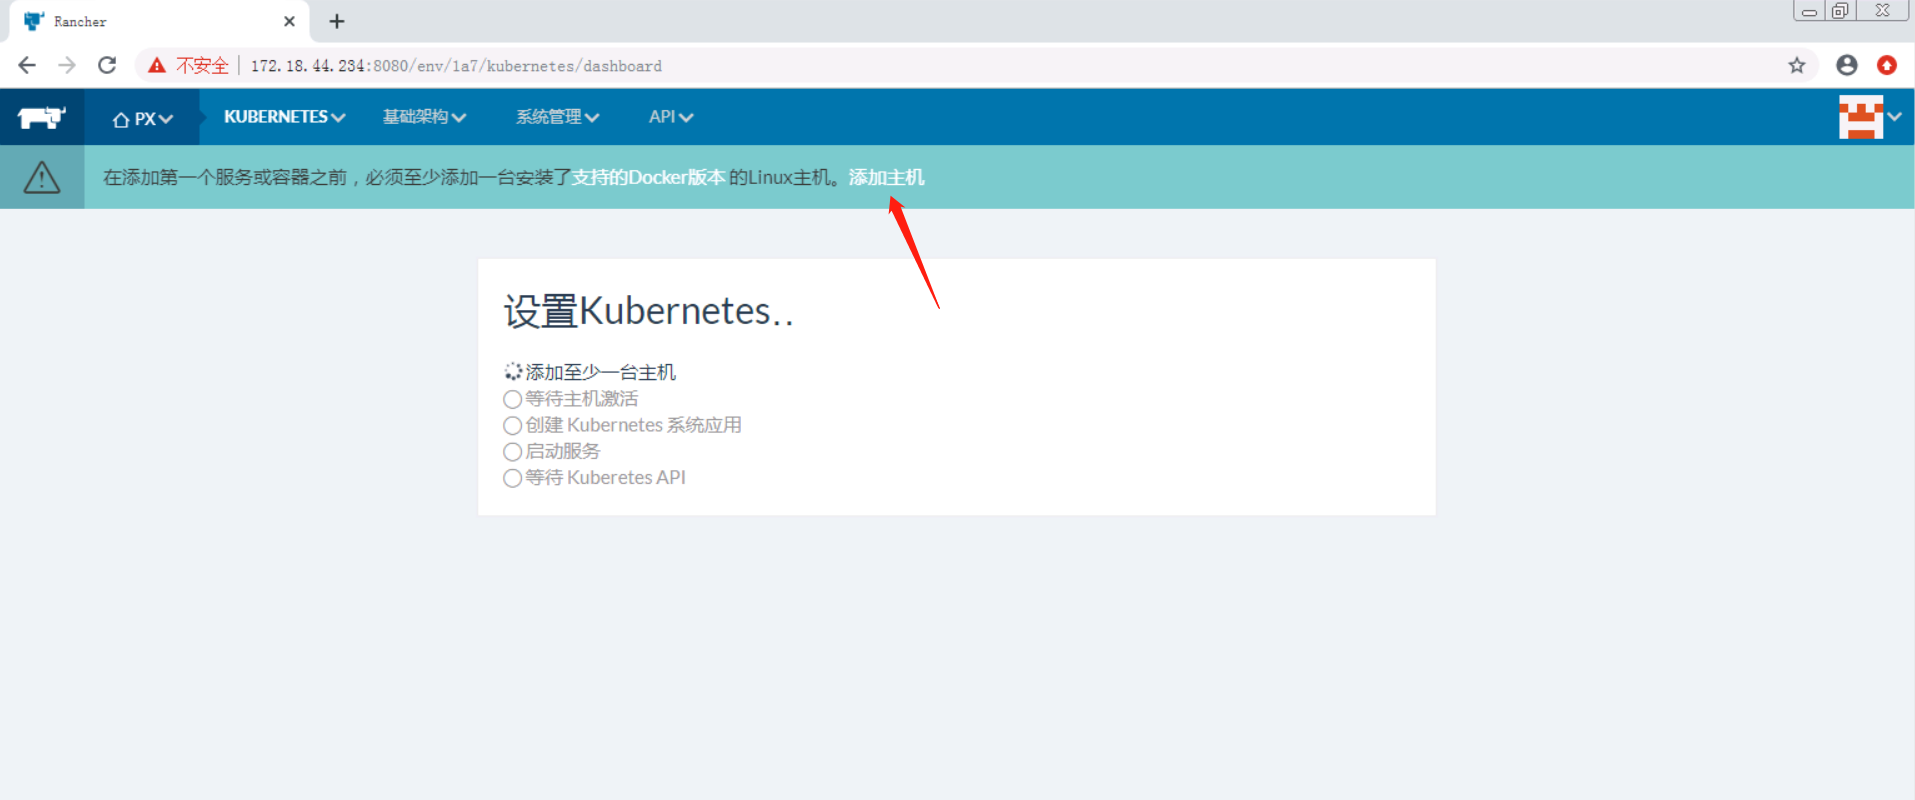 Rancher
不安全 172.18.44.234:8080/env/1a7/kubernetes/dashboard
PX KUBERNETES 基础架构 系统管理 API
在添加第一个服务或容器之前，必须至少添加一台安装了支持的Docker版本 的Linux主机。添加主机
设置Kubernetes..
添加至少一台主机
等待主机激活
创建 Kubernetes 系统应用
启动服务
等待 Kuberetes API